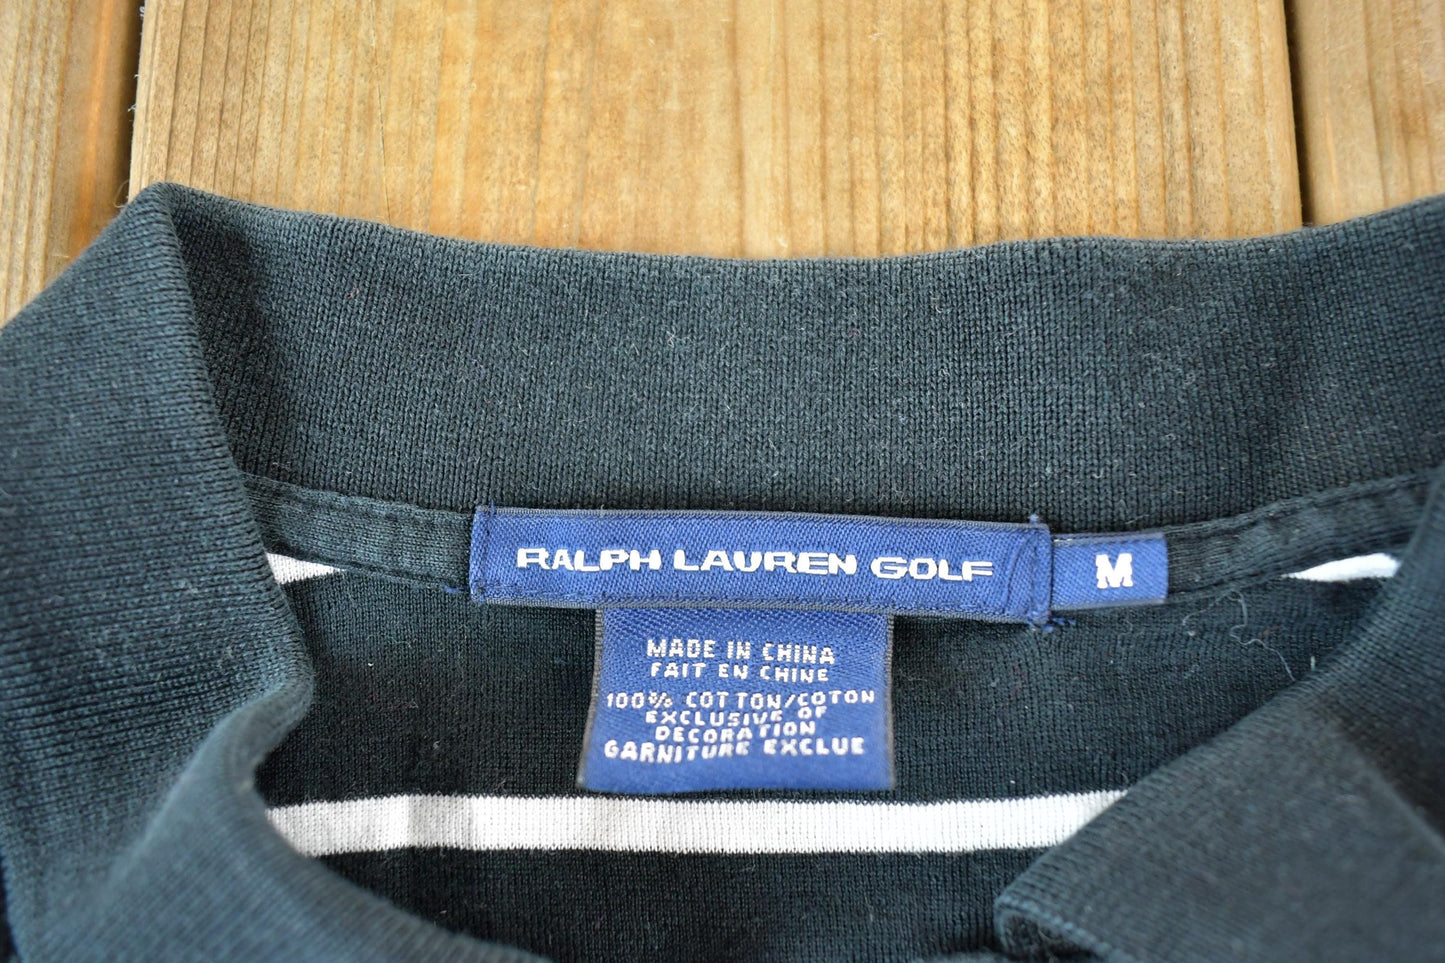 RALPH LAUREN GOLF
M
MADE IN CHINA
FAIT EN CHINE
100% COTTON/COTON
EXCLUSIVE OF
DECORATION
GARNITURE EXCLUE